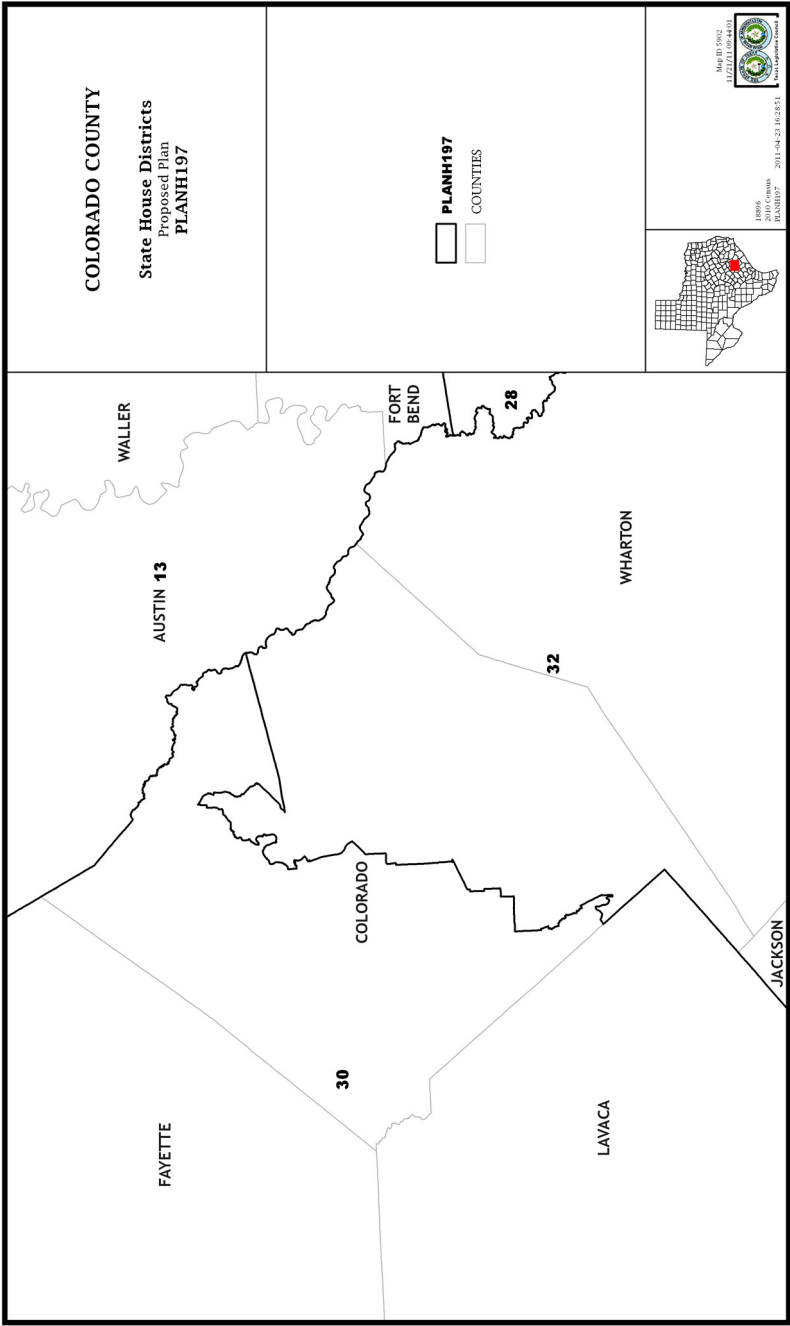 COLORADO COUNTY
State House Districts
Proposed Plan
PLANH197
PLANH197
COUNTIES
Map ID 5902
11/21/11 09:44:01
Texas Legislative Council
18896
2010 Census
PLANH197 2011-04-23 16:28:51
WALLER
AUSTIN 13
FORT
BEND
28
WHARTON
32
COLORADO
30
FAYETTE
LAVACA
JACKSON